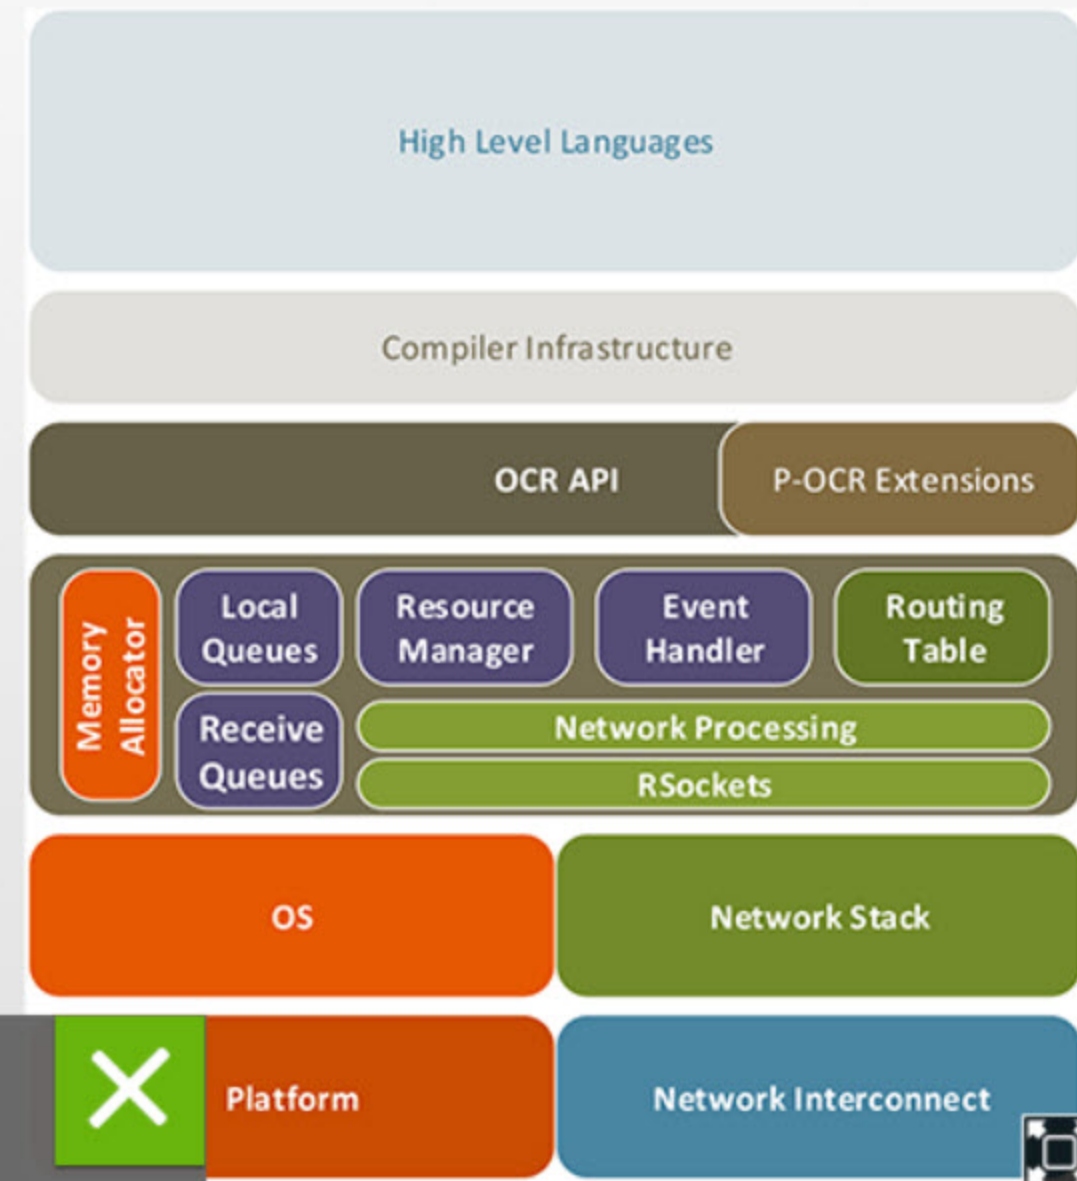 High Level Languages
Compiler Infrastructure
OCR API
P-OCR Extensions
Memory
Allocator
Local
Queues
Resource
Manager
Event
Handler
Routing
Table
Receive
Queues
Network Processing
RSockets
OS
Network Stack
Platform
Network Interconnect